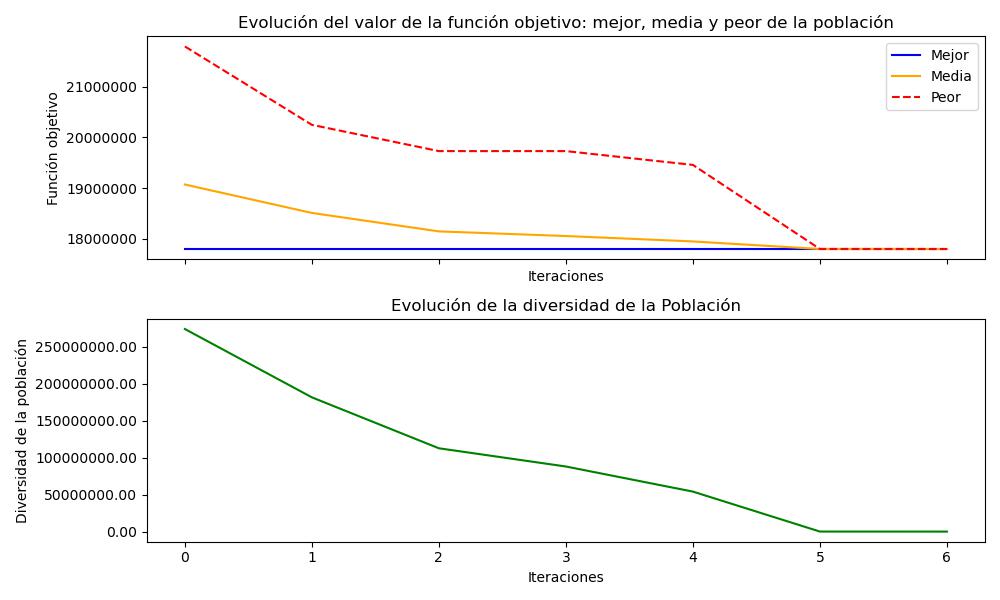 Evolución del valor de la función objetivo: mejor, media y peor de la población
Función objetivo
21000000
20000000
19000000
18000000
Mejor
Media
Peor
Iteraciones
Evolución de la diversidad de la Población
Diversidad de la población
250000000.00
200000000.00
150000000.00
100000000.00
50000000.00
0.00
0 1 2 3 4 5 6
Iteraciones